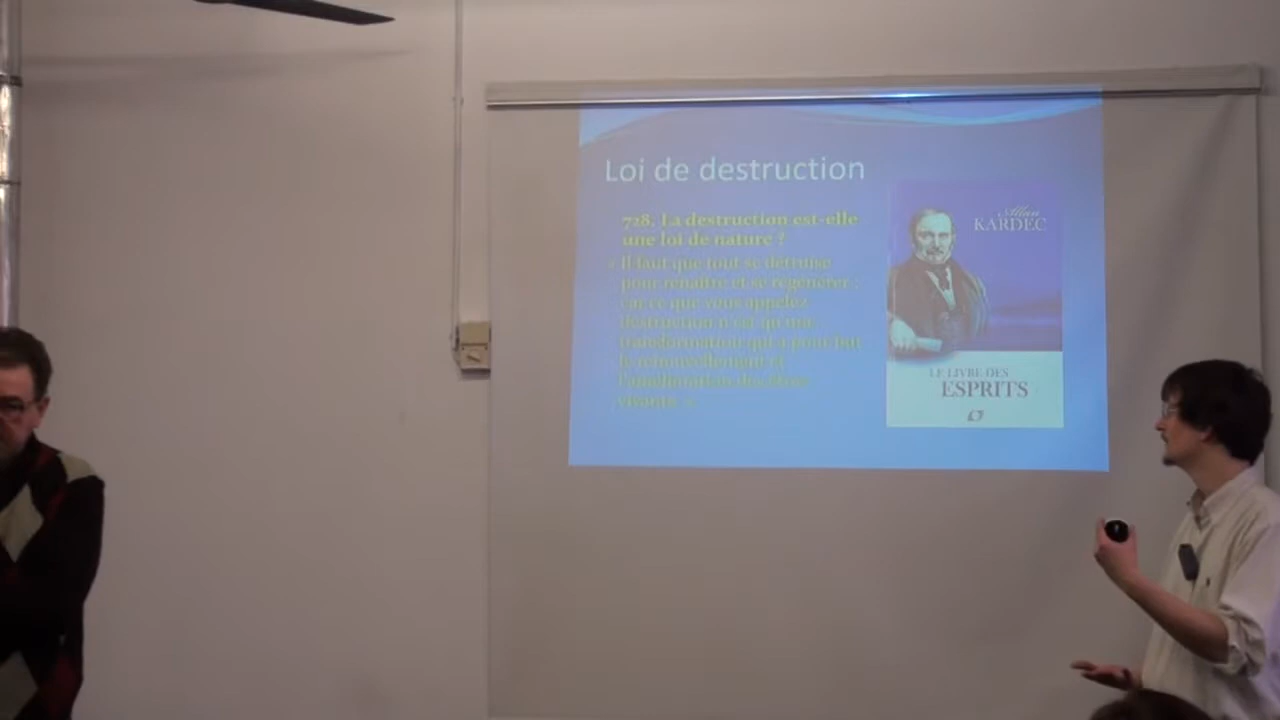 Loi de destruction
728. La destruction est-elle
une loi de nature ?
« Il faut que tout se détruise
pour renaître et se régénérer ;
car ce que vous appelez
destruction n'est qu'une
transformation qui a pour but
le renouvellement et
l'amélioration des êtres
vivants. »
Allan
KARDEC
LE LIVRE DES
ESPRITS